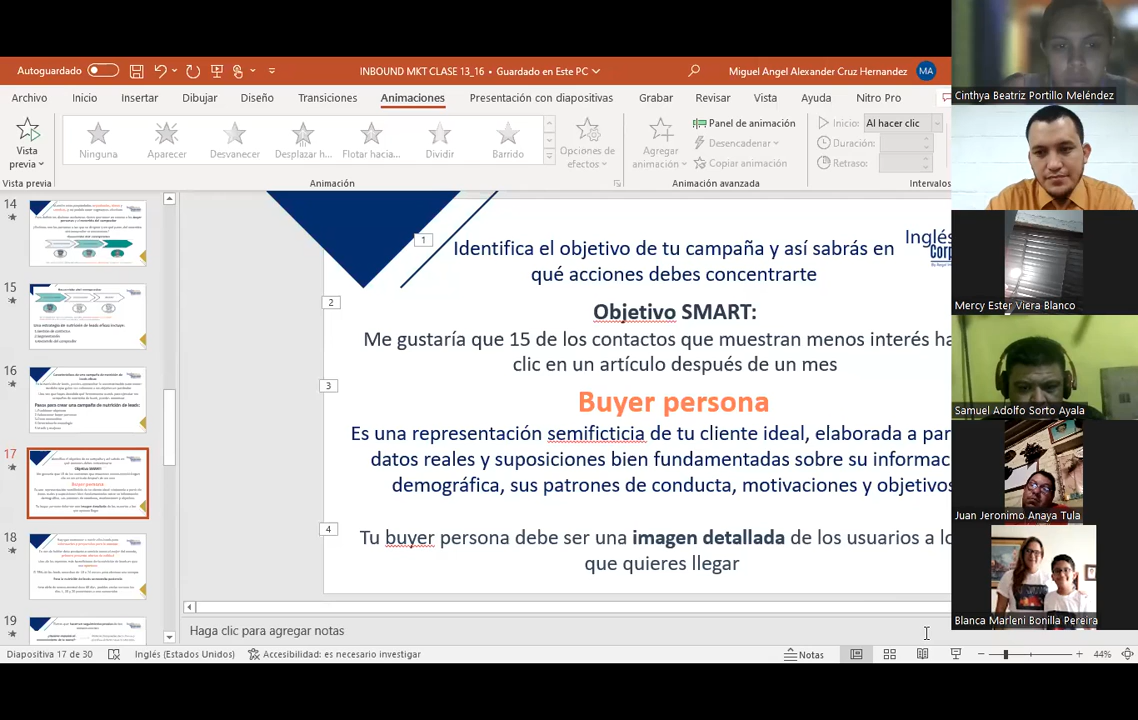 Autoguardado
INBOUND MKT CLASE 13_16 • Guardado en Este PC
Miguel Angel Alexander Cruz Hernandez
MA
Archivo Inicio Insertar Dibujar Diseño Transiciones Animaciones Presentación con diapositivas Grabar Revisar Vista Ayuda Nitro Pro
Vista previa
Ninguna Aparecer Desvanecer Desplazar h... Flotar hacia... Dividir Barrido
Opciones de efectos
Agregar animación
Panel de animación
Desencadenar
Copiar animación
Inicio: Al hacer clic
Duración:
Retraso:
Vista previa Animación Animación avanzada Intervalos
14
15
16
17
18
19
1
Identifica el objetivo de tu campaña y así sabrás en
qué acciones debes concentrarte
Inglés
Corp
2
Objetivo SMART:
Me gustaría que 15 de los contactos que muestran menos interés ha
clic en un artículo después de un mes
3
Buyer persona
Es una representación semificticia de tu cliente ideal, elaborada a par
datos reales y suposiciones bien fundamentadas sobre su informac
demográfica, sus patrones de conducta, motivaciones y objetivos
4
Tu buyer persona debe ser una imagen detallada de los usuarios a lo
que quieres llegar
Haga clic para agregar notas
Diapositiva 17 de 30
Inglés (Estados Unidos)
Accesibilidad: es necesario investigar
Notas
44%
Cinthya Beatriz Portillo Meléndez
Mercy Ester Viera Blanco
Samuel Adolfo Sorto Ayala
Juan Jeronimo Anaya Tula
Blanca Marleni Bonilla Pereira